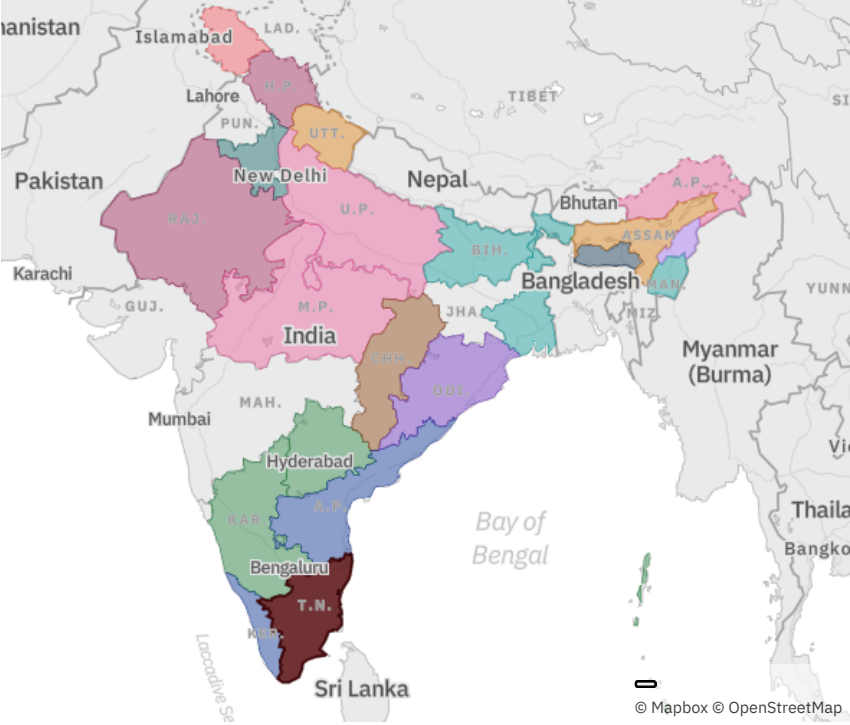 hanistan
Islamabad
LAD.
H.P.
Lahore
PUN.
UTT.
TIBET
SI
New Delhi
Pakistan
Nepal
Bhutan
A.P.
RAJ.
U.P.
ASSAM
BIH.
Karachi
Bangladesh
MAN.
YUNN
GUJ.
M.P.
JHA.
MIZ.
India
Myanmar
(Burma)
CHH.
ODI.
MAH.
Mumbai
Hyderabad
Vi
KAR.
A.P.
Bay of
Bengal
Thaila
Bangko
Bengaluru
T.N.
KER.
Laccadive Se
Sri Lanka
© Mapbox © OpenStreetMap